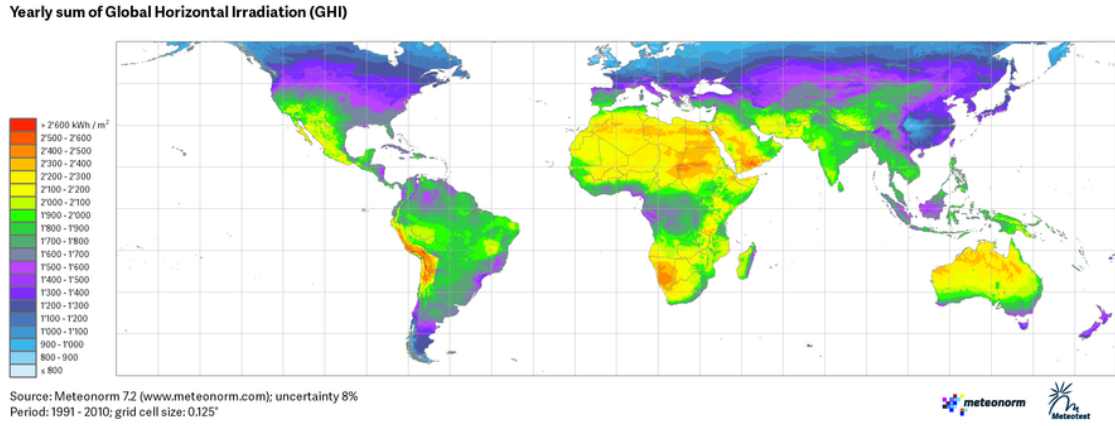 Yearly sum of Global Horizontal Irradiation (GHI)
> 2'600 kWh / m²
2'500 - 2'600
2'400 - 2'500
2'300 - 2'400
2'200 - 2'300
2'100 - 2'200
2'000 - 2'100
1'900 - 2'000
1'800 - 1'900
1'700 - 1'800
1'600 - 1'700
1'500 - 1'600
1'400 - 1'500
1'300 - 1'400
1'200 - 1'300
1'100 - 1'200
1'000 - 1'100
900 - 1'000
800 - 900
≤ 800
Source: Meteonorm 7.2 (www.meteonorm.com); uncertainty 8%
Period: 1991 - 2010; grid cell size: 0.125°
meteonorm
Meteotest